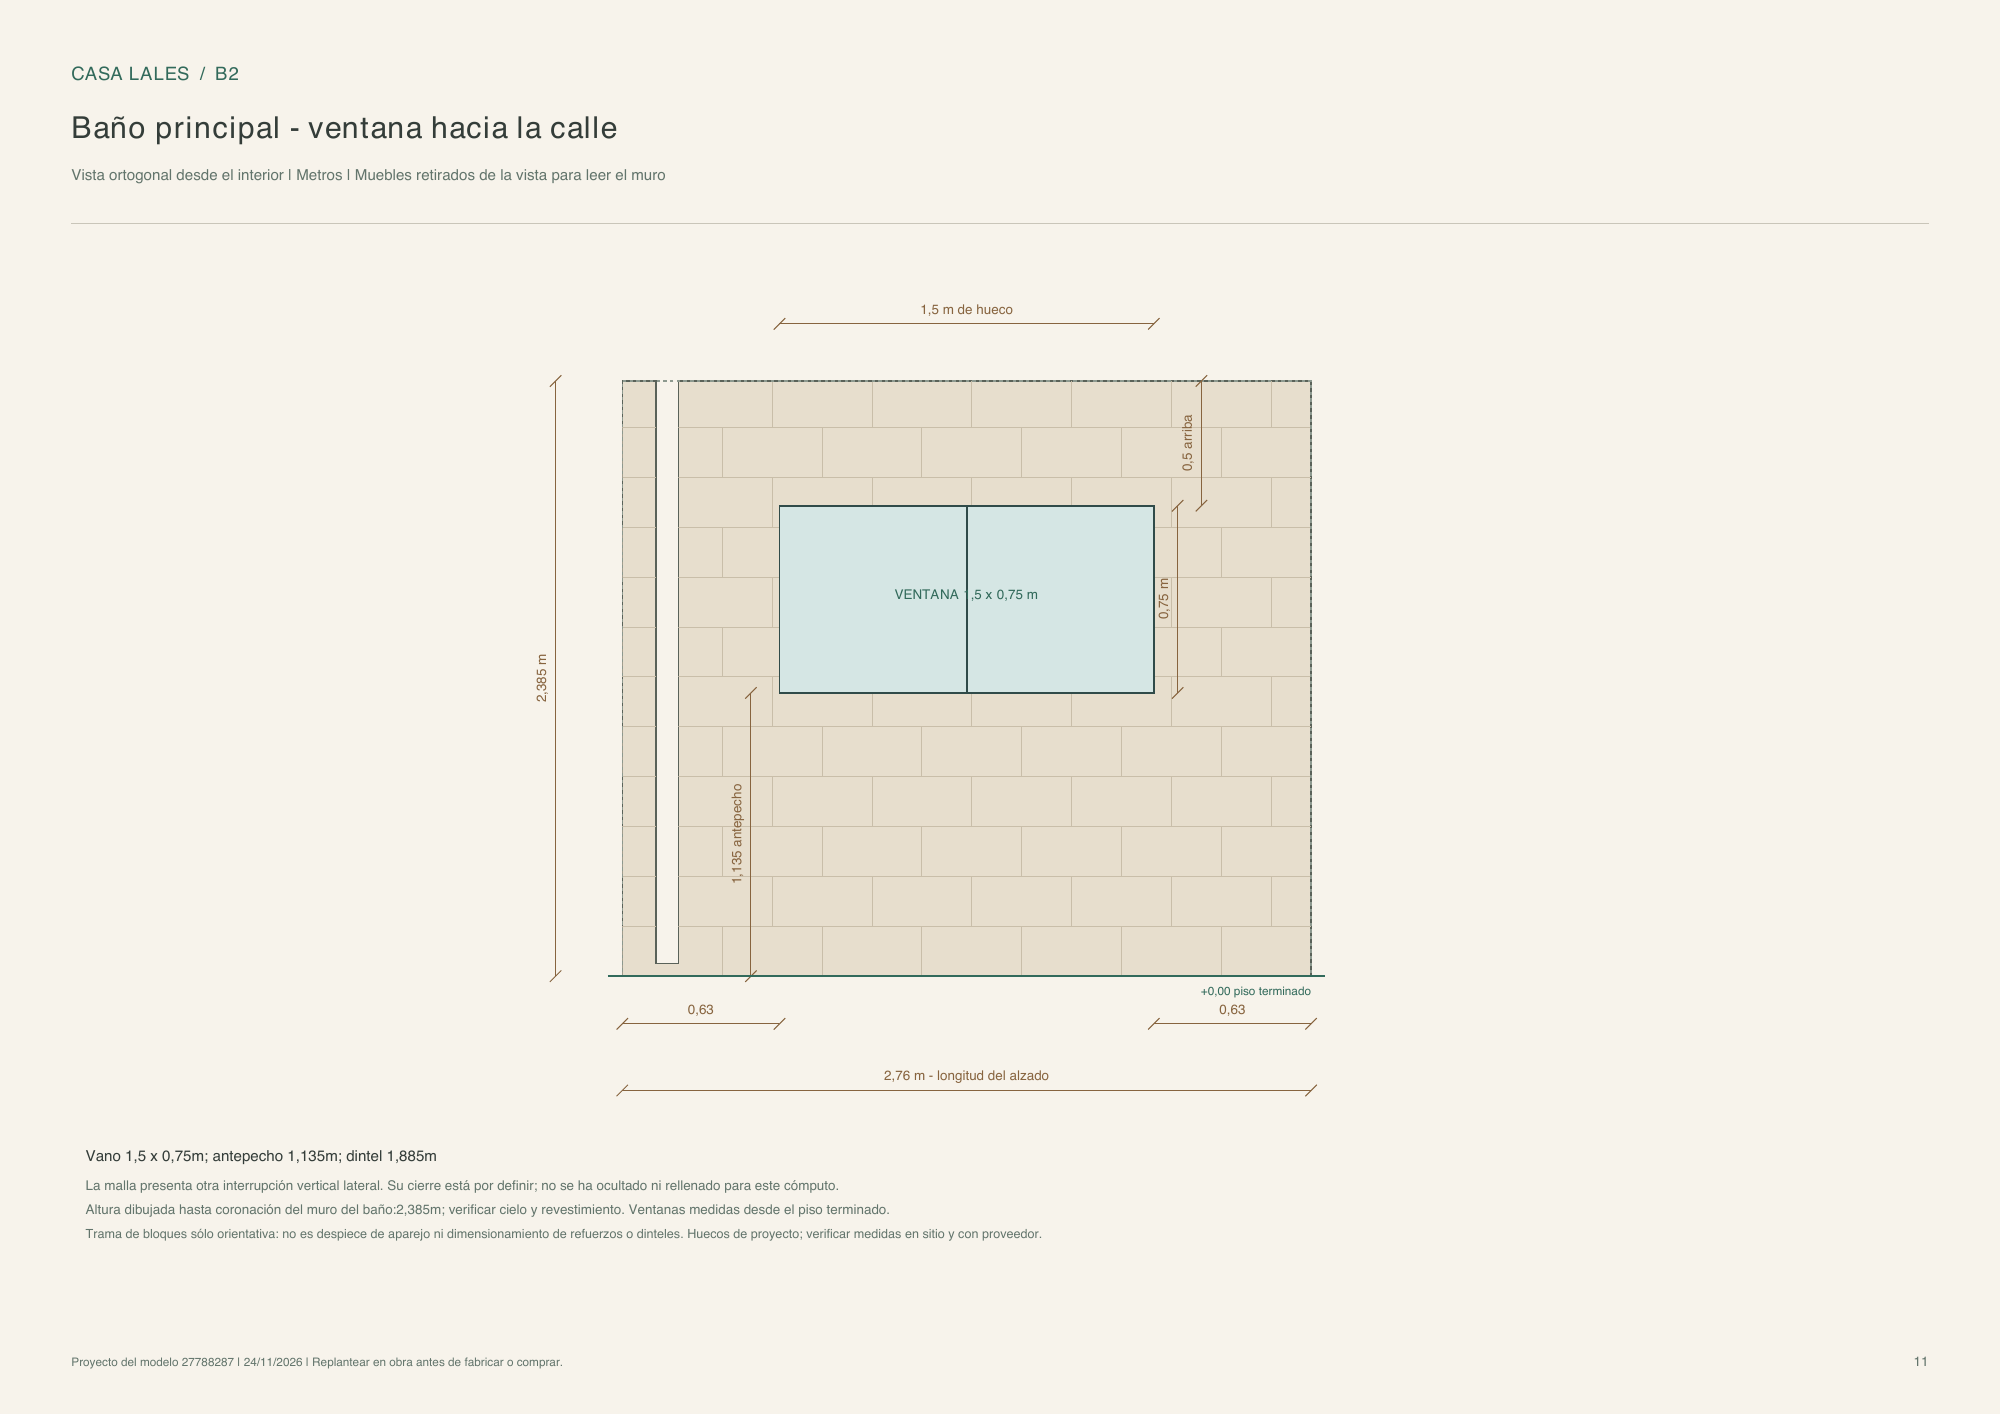 CASA LALES / B2
Baño principal - ventana hacia la calle
Vista ortogonal desde el interior | Metros | Muebles retirados de la vista para leer el muro
1,5 m de hueco
0,5 arriba
VENTANA 1,5 x 0,75 m
0,75 m
2,385 m
1,135 antepecho
+0,00 piso terminado
0,63
0,63
2,76 m - longitud del alzado
Vano 1,5 x 0,75m; antepecho 1,135m; dintel 1,885m
La malla presenta otra interrupción vertical lateral. Su cierre está por definir; no se ha ocultado ni rellenado para este cómputo.
Altura dibujada hasta coronación del muro del baño:2,385m; verificar cielo y revestimiento. Ventanas medidas desde el piso terminado.
Trama de bloques sólo orientativa: no es despiece de aparejo ni dimensionamiento de refuerzos o dinteles. Huecos de proyecto; verificar medidas en sitio y con proveedor.
Proyecto del modelo 27788287 | 24/11/2026 | Replantear en obra antes de fabricar o comprar.
11